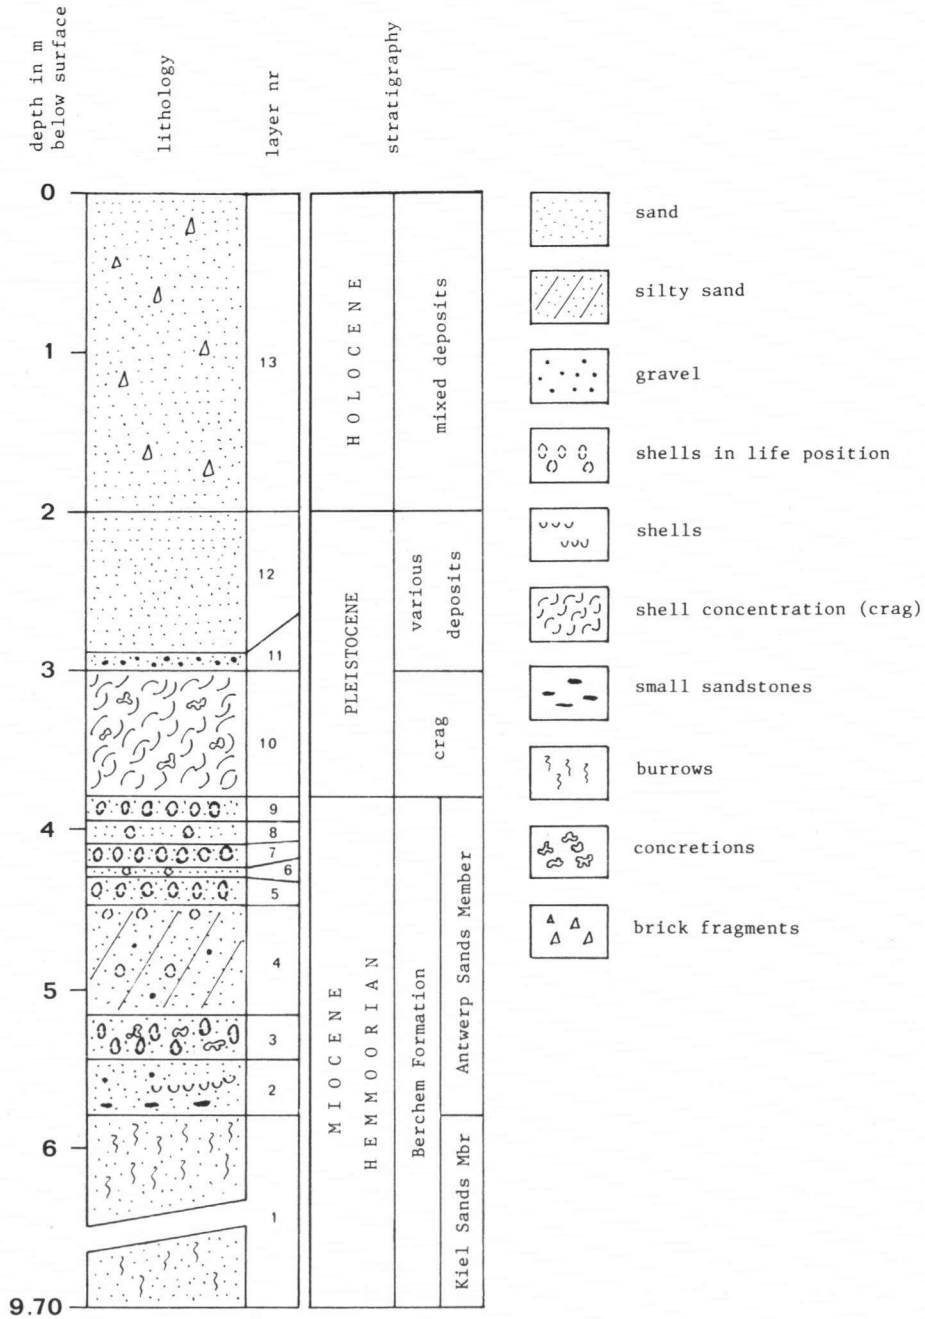 depth in m
below surface
lithology
layer nr
stratigraphy
0
1
2
3
4
5
6
9.70
13
12
11
10
9
8
7
6
5
4
3
2
1
HOLOCENE
mixed deposits
PLEISTOCENE
various
deposits
crag
MIOCENE
HEMMOORIAN
Berchem Formation
Antwerp Sands Member
Kiel Sands Mbr
sand
silty sand
gravel
shells in life position
shells
shell concentration (crag)
small sandstones
burrows
concretions
brick fragments